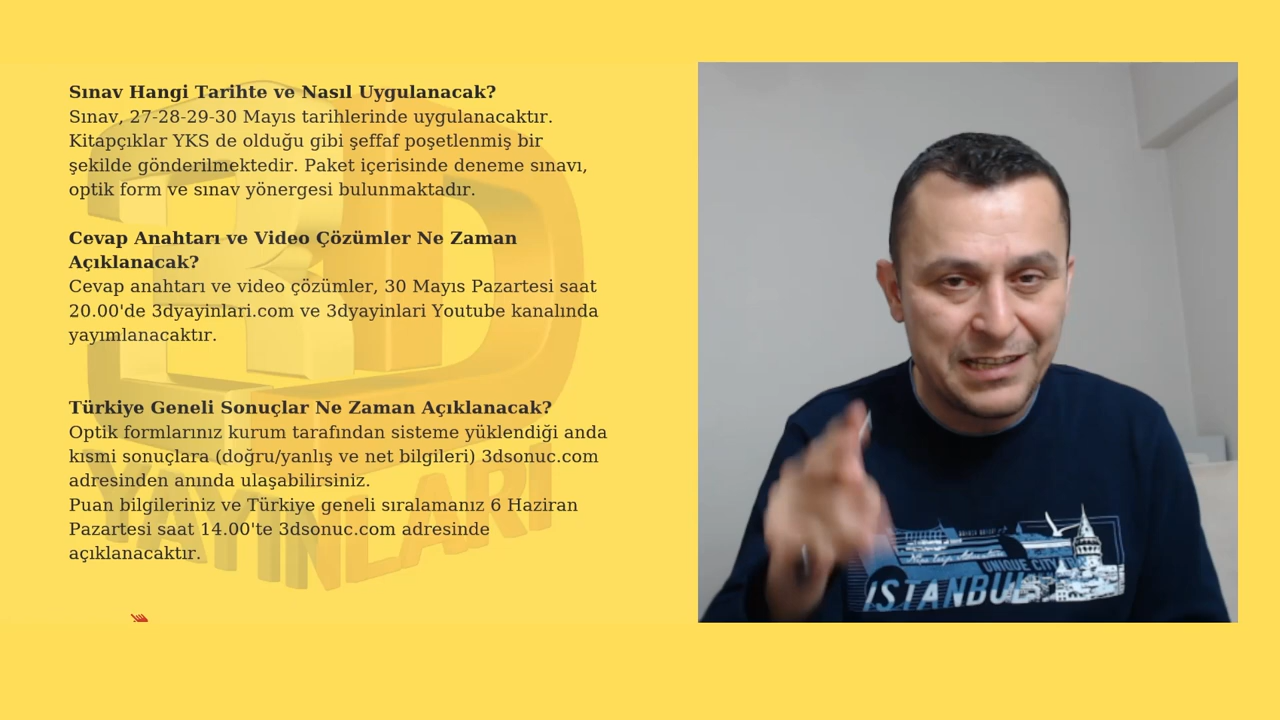 Sınav Hangi Tarihte ve Nasıl Uygulanacak?
Sınav, 27-28-29-30 Mayıs tarihlerinde uygulanacaktır.
Kitapçıklar YKS de olduğu gibi şeffaf poşetlenmiş bir
şekilde gönderilmektedir. Paket içerisinde deneme sınavı,
optik form ve sınav yönergesi bulunmaktadır.
Cevap Anahtarı ve Video Çözümler Ne Zaman
Açıklanacak?
Cevap anahtarı ve video çözümler, 30 Mayıs Pazartesi saat
20.00'de 3dyayinlari.com ve 3dyayinlari Youtube kanalında
yayımlanacaktır.
Türkiye Geneli Sonuçlar Ne Zaman Açıklanacak?
Optik formlarınız kurum tarafından sisteme yüklendiği anda
kısmi sonuçlara (doğru/yanlış ve net bilgileri) 3dsonuc.com
adresinden anında ulaşabilirsiniz.
Puan bilgileriniz ve Türkiye geneli sıralamanız 6 Haziran
Pazartesi saat 14.00'te 3dsonuc.com adresinde
açıklanacaktır.
3D
YAYINLARI
UNIQUE CITY
ISTANBUL